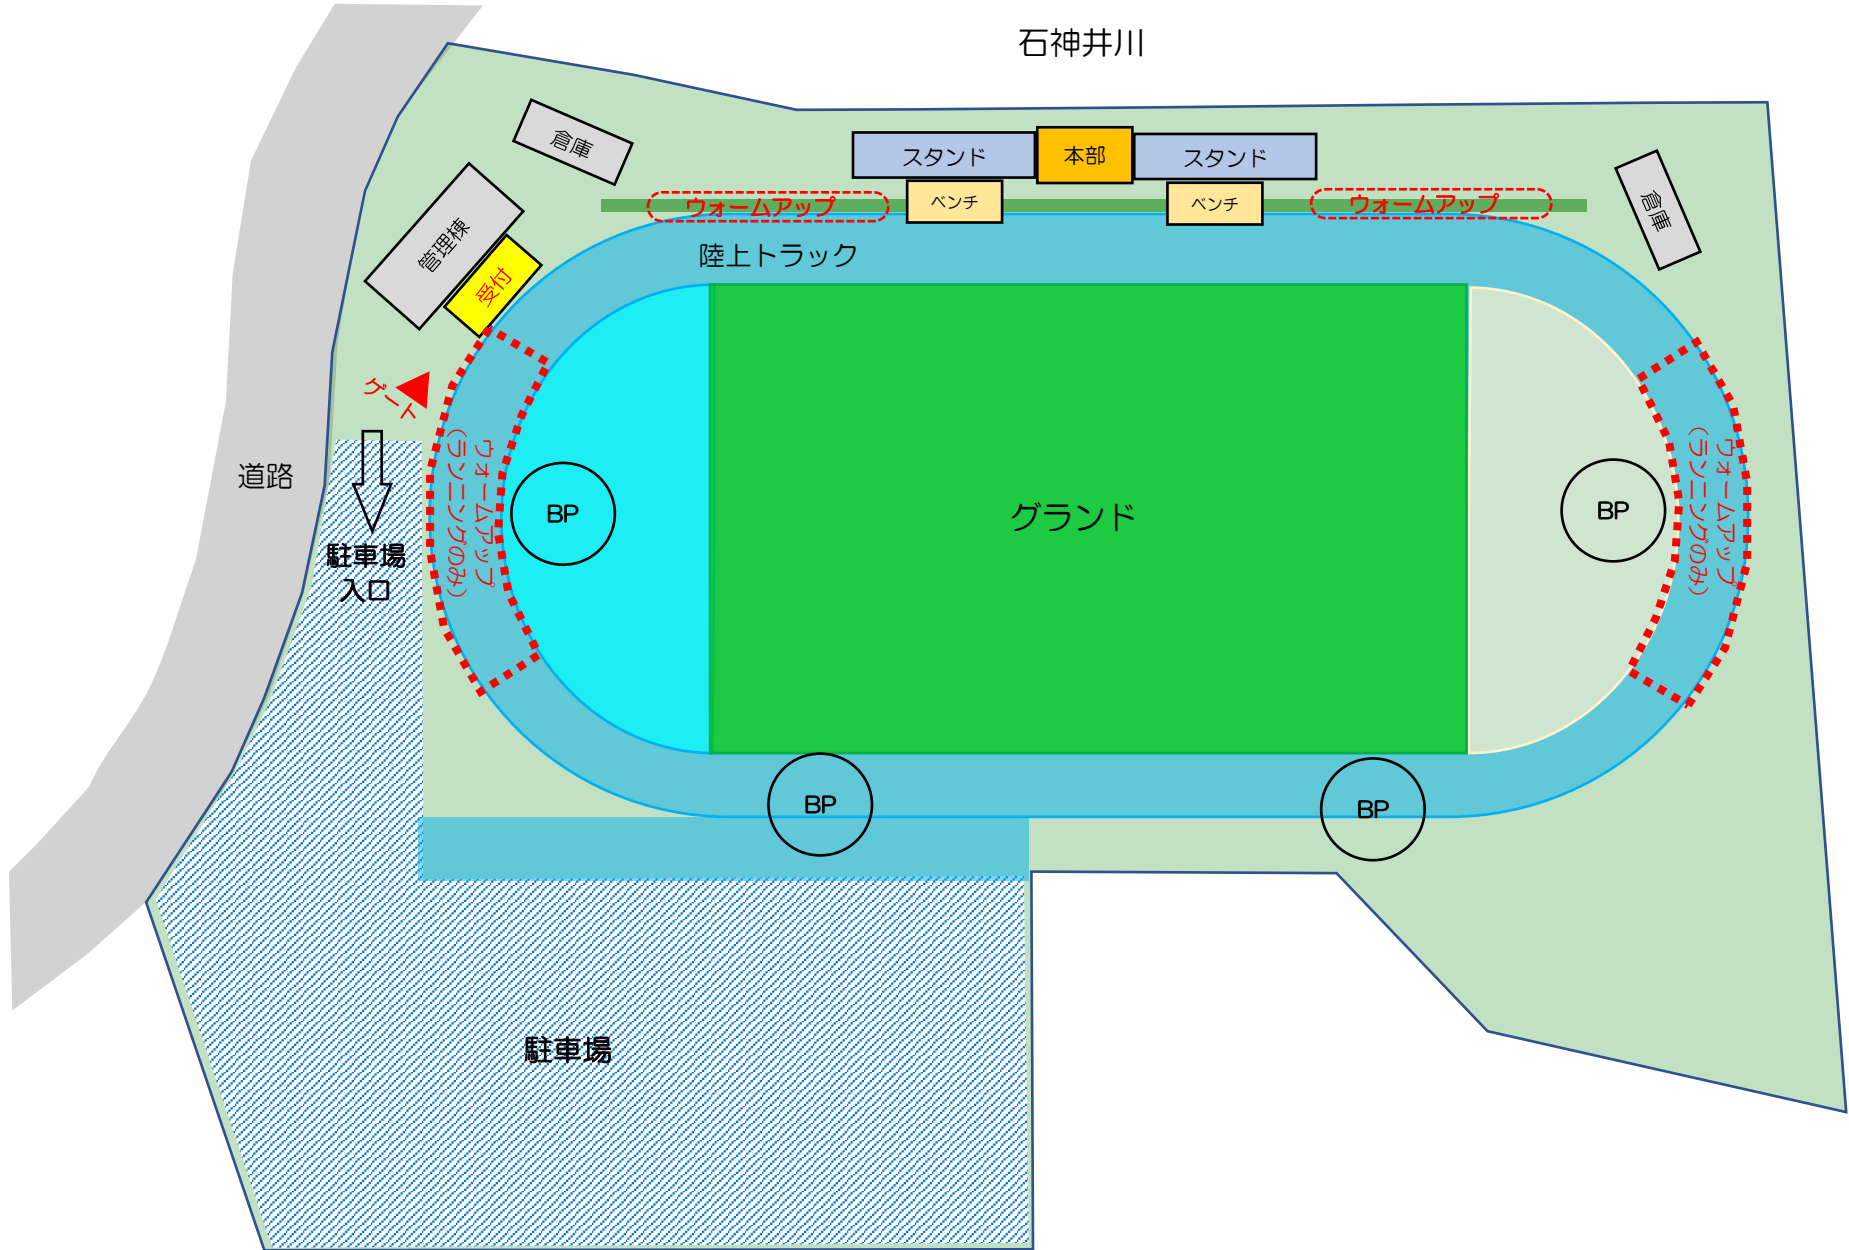 石神井川
倉庫
スタンド
本部
スタンド
ベンチ
ベンチ
ウォームアップ
ウォームアップ
倉庫
管理棟
受付
陸上トラック
ゲート
道路
駐車場
入口
ウォームアップ
（ランニングのみ）
BP
グランド
BP
ウォームアップ
（ランニングのみ）
BP
BP
駐車場